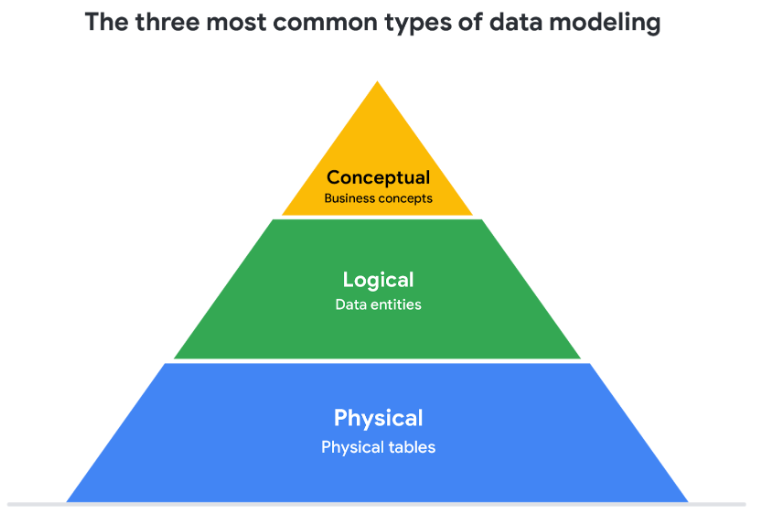 The three most common types of data modeling
Conceptual
Business concepts
Logical
Data entities
Physical
Physical tables